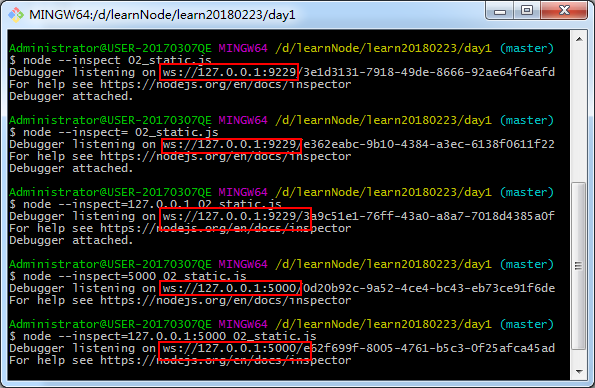 MINGW64:/d/learnNode/learn20180223/day1
Administrator@USER-20170307QE MINGW64 /d/learnNode/learn20180223/day1 (master)
$ node --inspect 02_static.js
Debugger listening on ws://127.0.0.1:9229/3e1d3131-7918-49de-8666-92ae64f6eafd
For help see https://nodejs.org/en/docs/inspector
Debugger attached.
Administrator@USER-20170307QE MINGW64 /d/learnNode/learn20180223/day1 (master)
$ node --inspect= 02_static.js
Debugger listening on ws://127.0.0.1:9229/e362eabc-9b10-4384-a3ec-6138f0611f22
For help see https://nodejs.org/en/docs/inspector
Debugger attached.
Administrator@USER-20170307QE MINGW64 /d/learnNode/learn20180223/day1 (master)
$ node --inspect=127.0.0.1 02_static.js
Debugger listening on ws://127.0.0.1:9229/3a9c51e1-76ff-43a0-a8a7-7018d4385a0f
For help see https://nodejs.org/en/docs/inspector
Debugger attached.
Administrator@USER-20170307QE MINGW64 /d/learnNode/learn20180223/day1 (master)
$ node --inspect=5000 02_static.js
Debugger listening on ws://127.0.0.1:5000/0d20b92c-9a52-4ce4-bc43-eb73ce91f6de
For help see https://nodejs.org/en/docs/inspector
Administrator@USER-20170307QE MINGW64 /d/learnNode/learn20180223/day1 (master)
$ node --inspect=127.0.0.1:5000 02_static.js
Debugger listening on ws://127.0.0.1:5000/e62f699f-8005-4761-b5c3-0f25afca45ad
For help see https://nodejs.org/en/docs/inspector